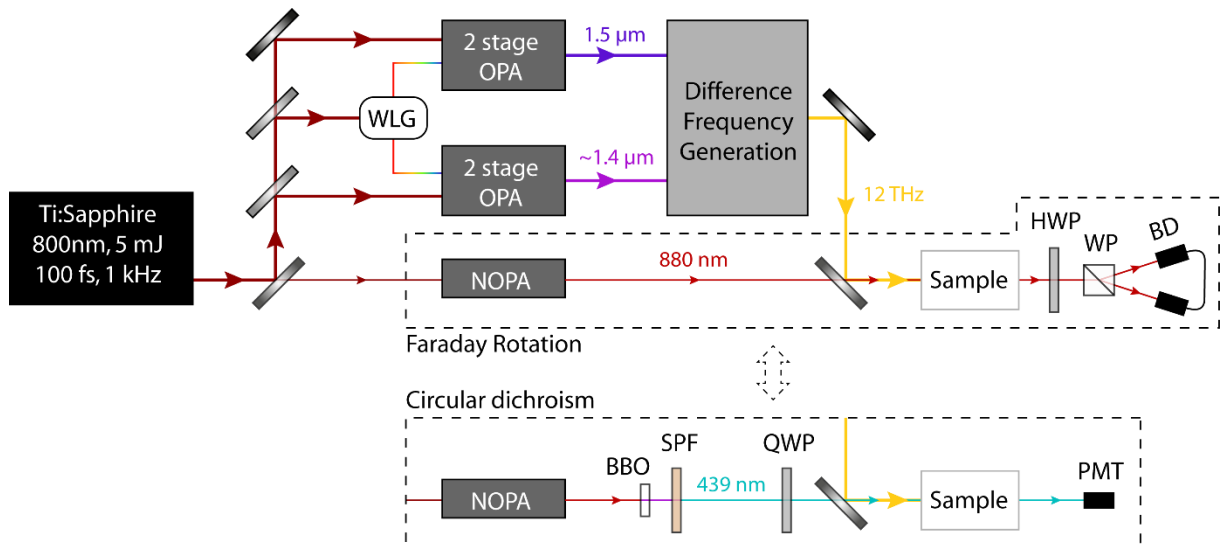 2 stage
OPA
1.5 µm
Difference
Frequency
Generation
WLG
2 stage
OPA
~1.4 µm
Ti:Sapphire
800nm, 5 mJ
100 fs, 1 kHz
12 THz
NOPA
880 nm
Sample
HWP
WP
BD
Faraday Rotation
Circular dichroism
NOPA
BBO
SPF
439 nm
QWP
Sample
PMT